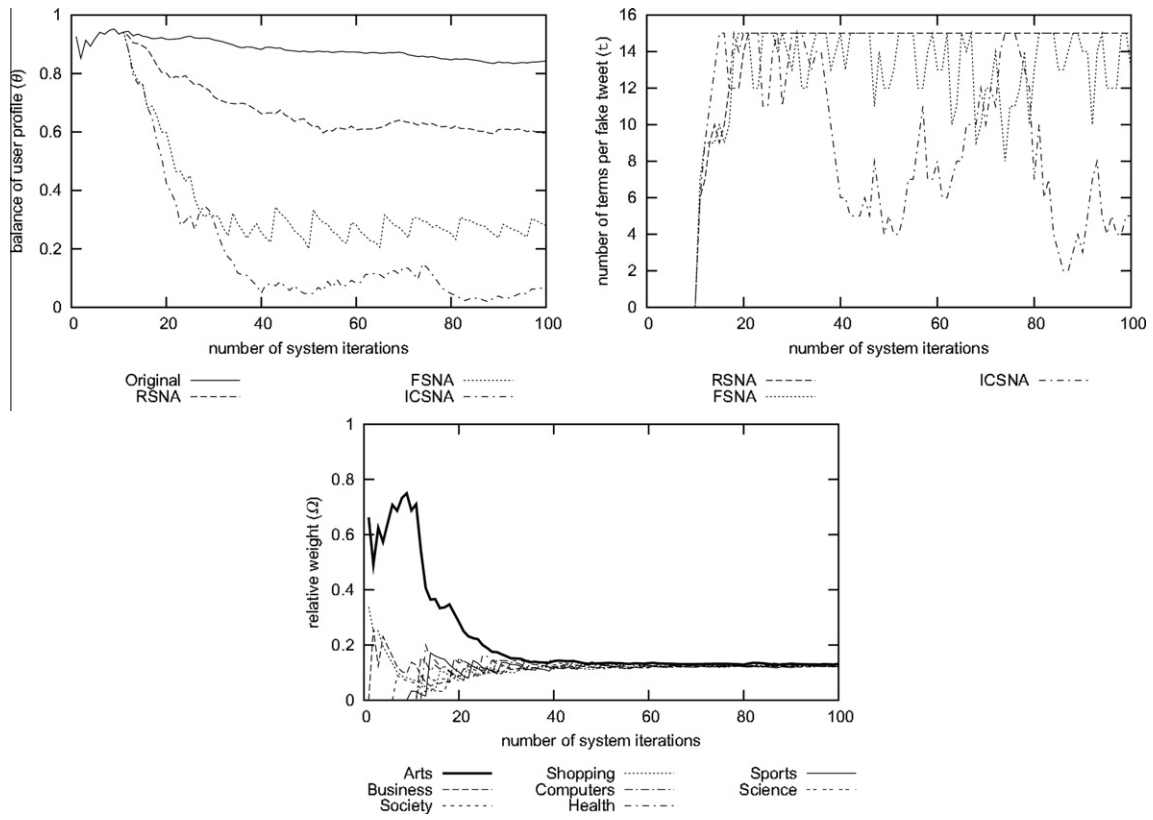 balance of user profile (θ)
1
0.8
0.6
0.4
0.2
0
0 20 40 60 80 100
number of system iterations
Original FSNA
RSNA ICSNA
number of terms per fake tweet (t)
16
14
12
10
8
6
4
2
0
0 20 40 60 80 100
number of system iterations
RSNA ICSNA
FSNA
relative weight (Ω)
1
0.8
0.6
0.4
0.2
0
0 20 40 60 80 100
number of system iterations
Arts Shopping Sports
Business Computers Science
Society Health